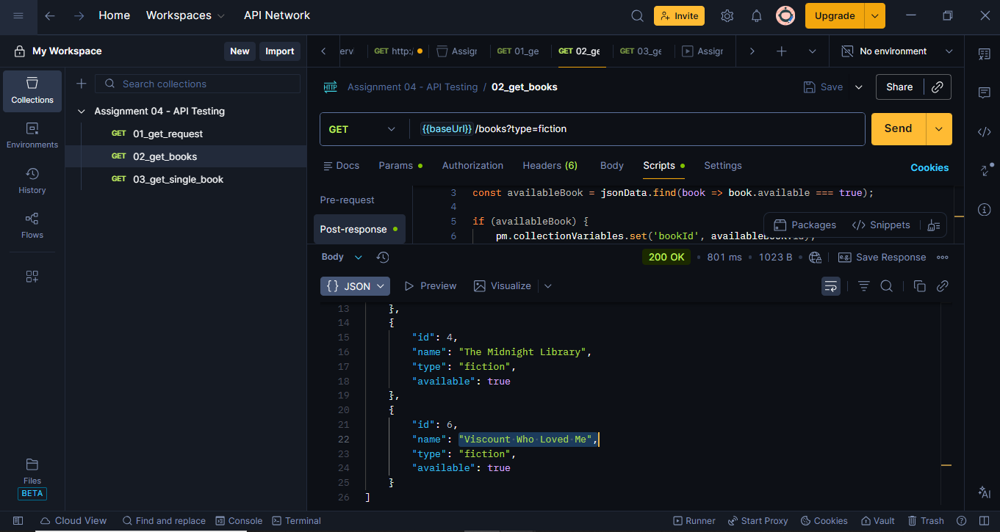 Home Workspaces API Network Invite Upgrade
My Workspace New Import
GET http:/ Assigr GET 01_ge GET 02_ge GET 03_ge Assigr No environment
Search collections
Collections
Environments
History
Flows
Files
BETA
Assignment 04 - API Testing
GET 01_get_request
GET 02_get_books
GET 03_get_single_book
HTTP Assignment 04 - API Testing / 02_get_books Save Share
GET {{baseUrl}} /books?type=fiction Send
Docs Params Authorization Headers (6) Body Scripts Settings Cookies
Pre-request
Post-response
3 const availableBook = jsonData.find(book => book.available === true);
4
5 if (availableBook) {
6 pm.collectionVariables.set('bookId', availableBook.id);
Packages Snippets
Body 200 OK 801 ms 1023 B e.g. Save Response
{} JSON Preview Visualize
13 },
14 {
15 "id": 4,
16 "name": "The Midnight Library",
17 "type": "fiction",
18 "available": true
19 },
20 {
21 "id": 6,
22 "name": "Viscount Who Loved Me",
23 "type": "fiction",
24 "available": true
25 }
26 ]
AI
Cloud View Find and replace Console Terminal Runner Start Proxy Cookies Vault Trash